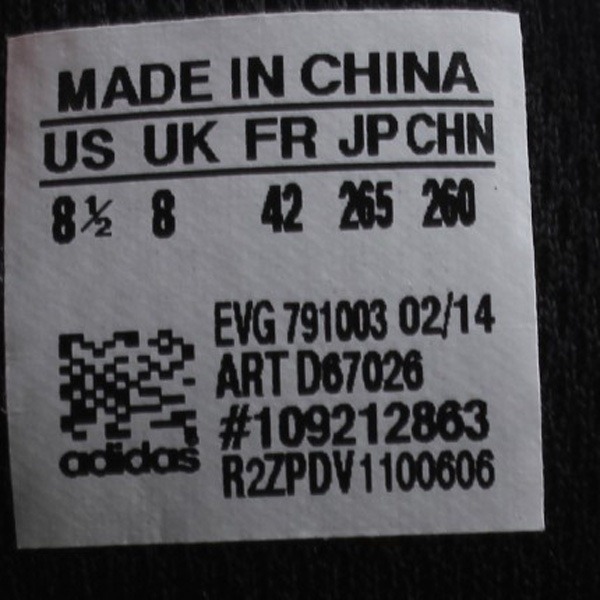 MADE IN CHINA
US UK FR JP CHN
8½ 8 42 265 260
EVG 791003 02/14
ART D67026
#109212863
adidas
R2ZPDV1100606